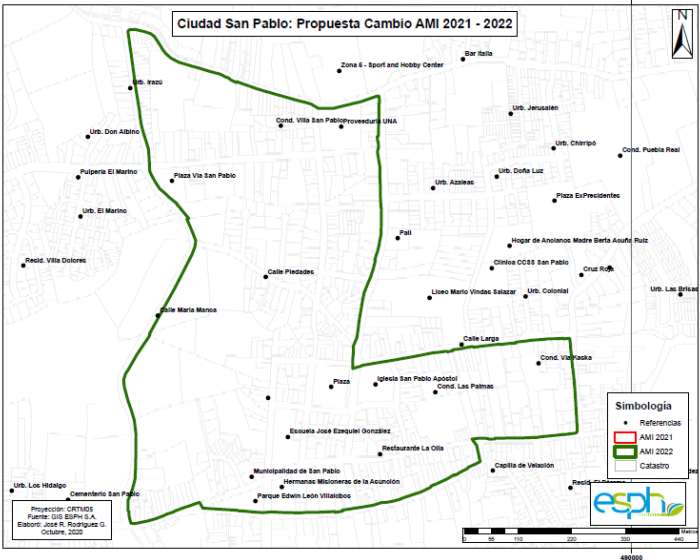 Ciudad San Pablo: Propuesta Cambio AMI 2021 - 2022
N
Bar Italia
Zona 5 - Sport and Hobby Center
Urb. Irazú
Urb. Jerusalén
Cond. Villa San Pablo
Proveeduría UNA
Urb. Don Albino
Urb. Chirripó
Cond. Puebla Real
Pulpería El Marino
Plaza Vía San Pablo
Urb. Doña Luz
Urb. Azaleas
Plaza ExPresidentes
Urb. El Marino
Pali
Hogar de Ancianos Madre Berta Acuña Ruiz
Resid. Villa Dolores
Clínica CCSS San Pablo
Cruz Roja
Calle Piedades
Liceo Mario Vindas Salazar
Urb. Colonial
Urb. Las Brisas
Calle María Manca
Calle Larga
Cond. Vía Kaska
Plaza
Iglesia San Pablo Apóstol
Cond. Las Palmas
Escuela José Ezequiel González
Restaurante La Olla
Capilla de Velación
Municipalidad de San Pablo
Hermanas Misioneras de la Asunción
Parque Edwin León Villalobos
Urb. Los Hidalgo
Cementerio San Pablo
Simbología
Referencias
AMI 2021
AMI 2022
Catastro
esph
Proyección: CRTM05
Fuente: GIS ESPH S.A.
Elaboró: José R. Rodríguez G.
Octubre, 2020
Metros
0 55 110 220 330 440
480000